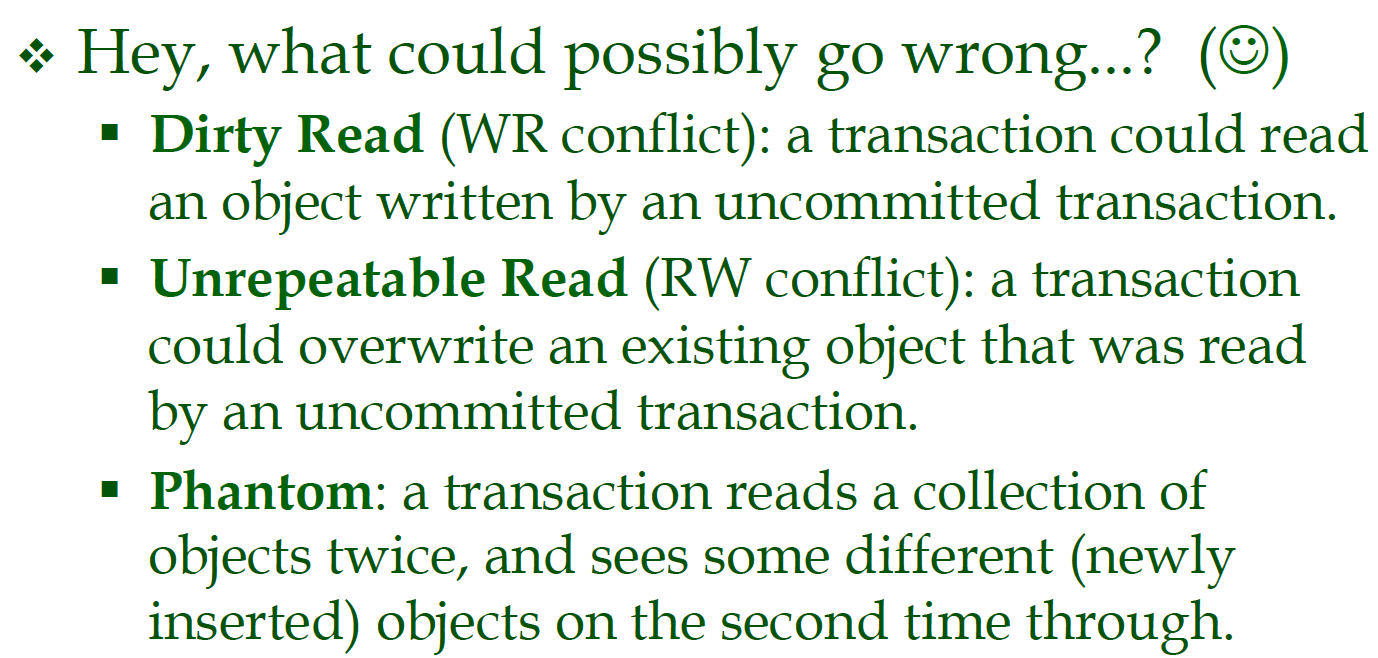 ❖ Hey, what could possibly go wrong...? (☺)
▪ Dirty Read (WR conflict): a transaction could read
an object written by an uncommitted transaction.
▪ Unrepeatable Read (RW conflict): a transaction
could overwrite an existing object that was read
by an uncommitted transaction.
▪ Phantom: a transaction reads a collection of
objects twice, and sees some different (newly
inserted) objects on the second time through.